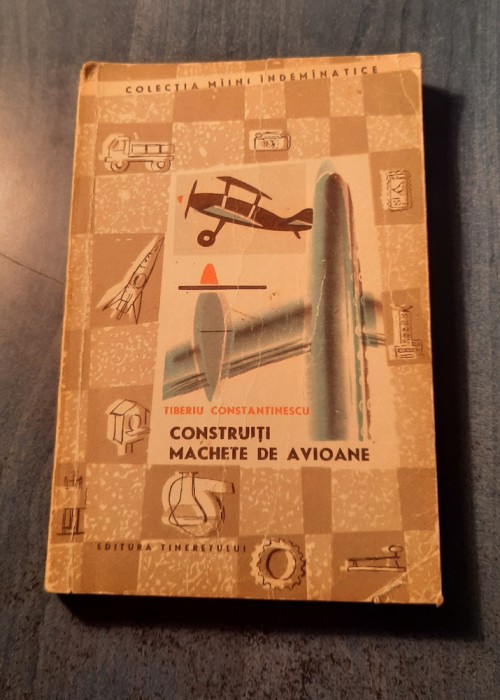 COLECȚIA MÎINI ÎNDEMÎNATICE
TIBERIU CONSTANTINESCU
CONSTRUIȚI
MACHETE DE AVIOANE
EDITURA TINERETULUI